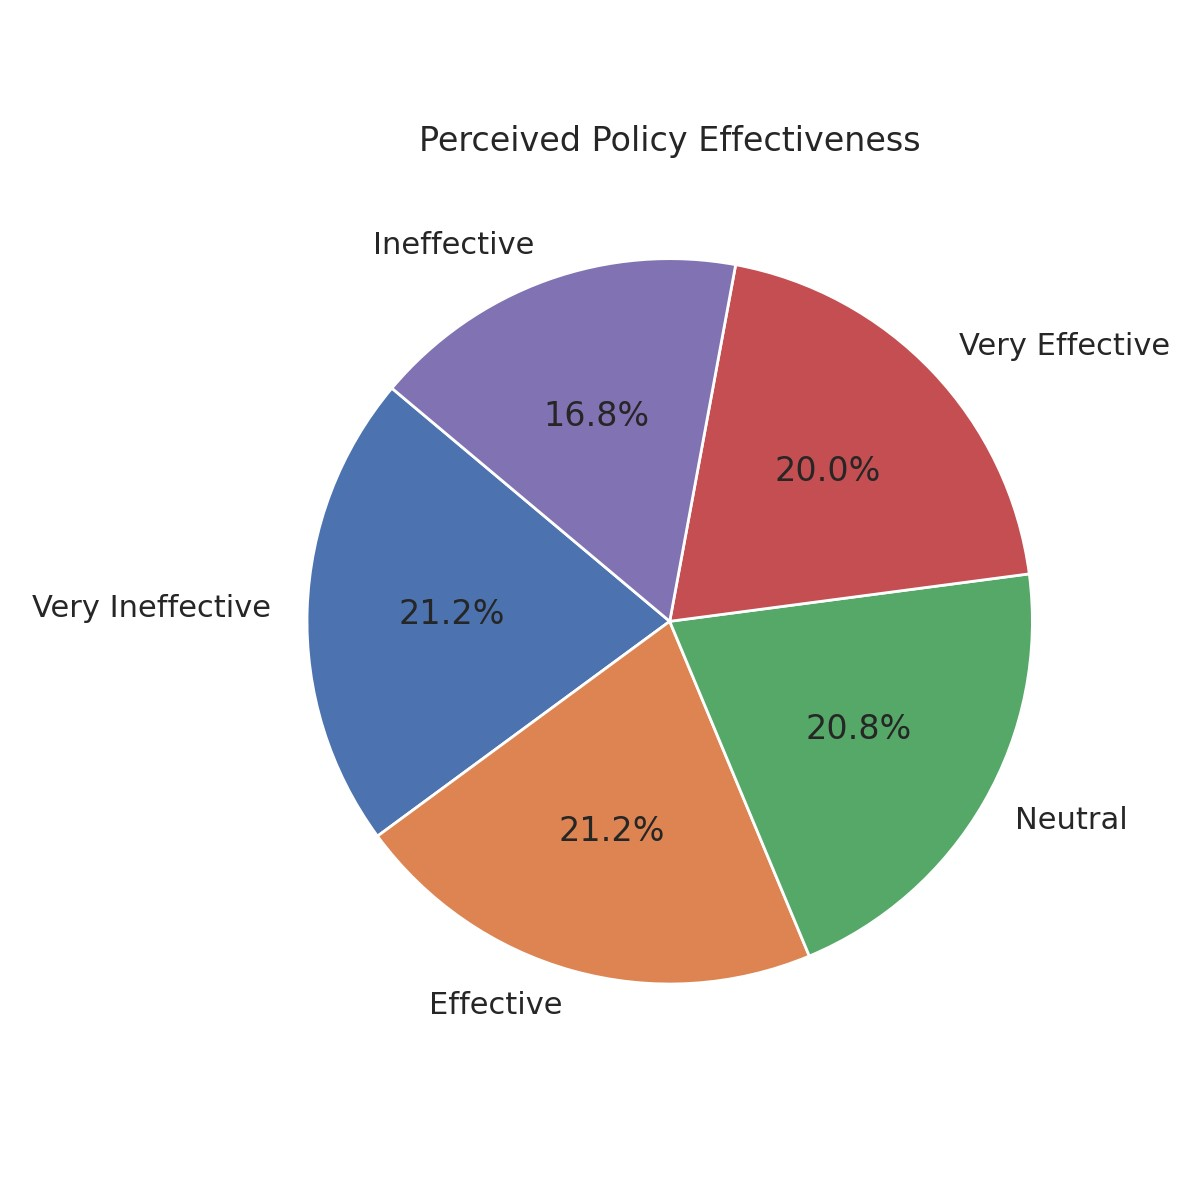 Perceived Policy Effectiveness
Ineffective
Very Effective
16.8%
20.0%
Very Ineffective
21.2%
20.8%
Neutral
21.2%
Effective